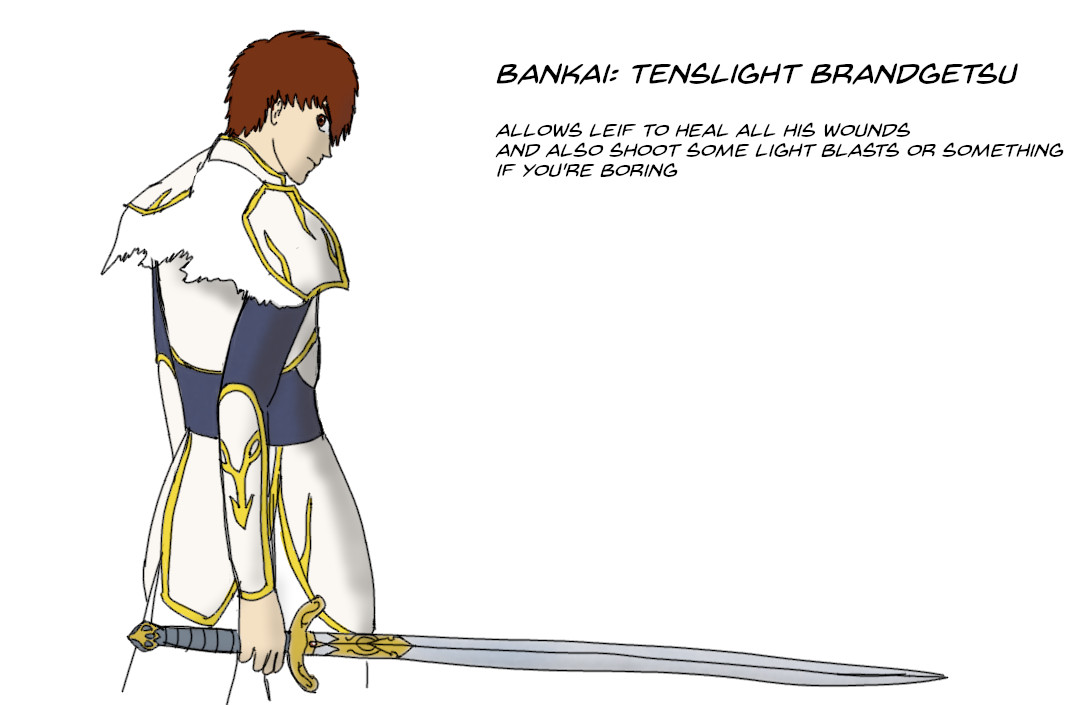 BANKAI: TENSLIGHT BRANDGETSU
ALLOWS LEIF TO HEAL ALL HIS WOUNDS
AND ALSO SHOOT SOME LIGHT BLASTS OR SOMETHING
IF YOU'RE BORING